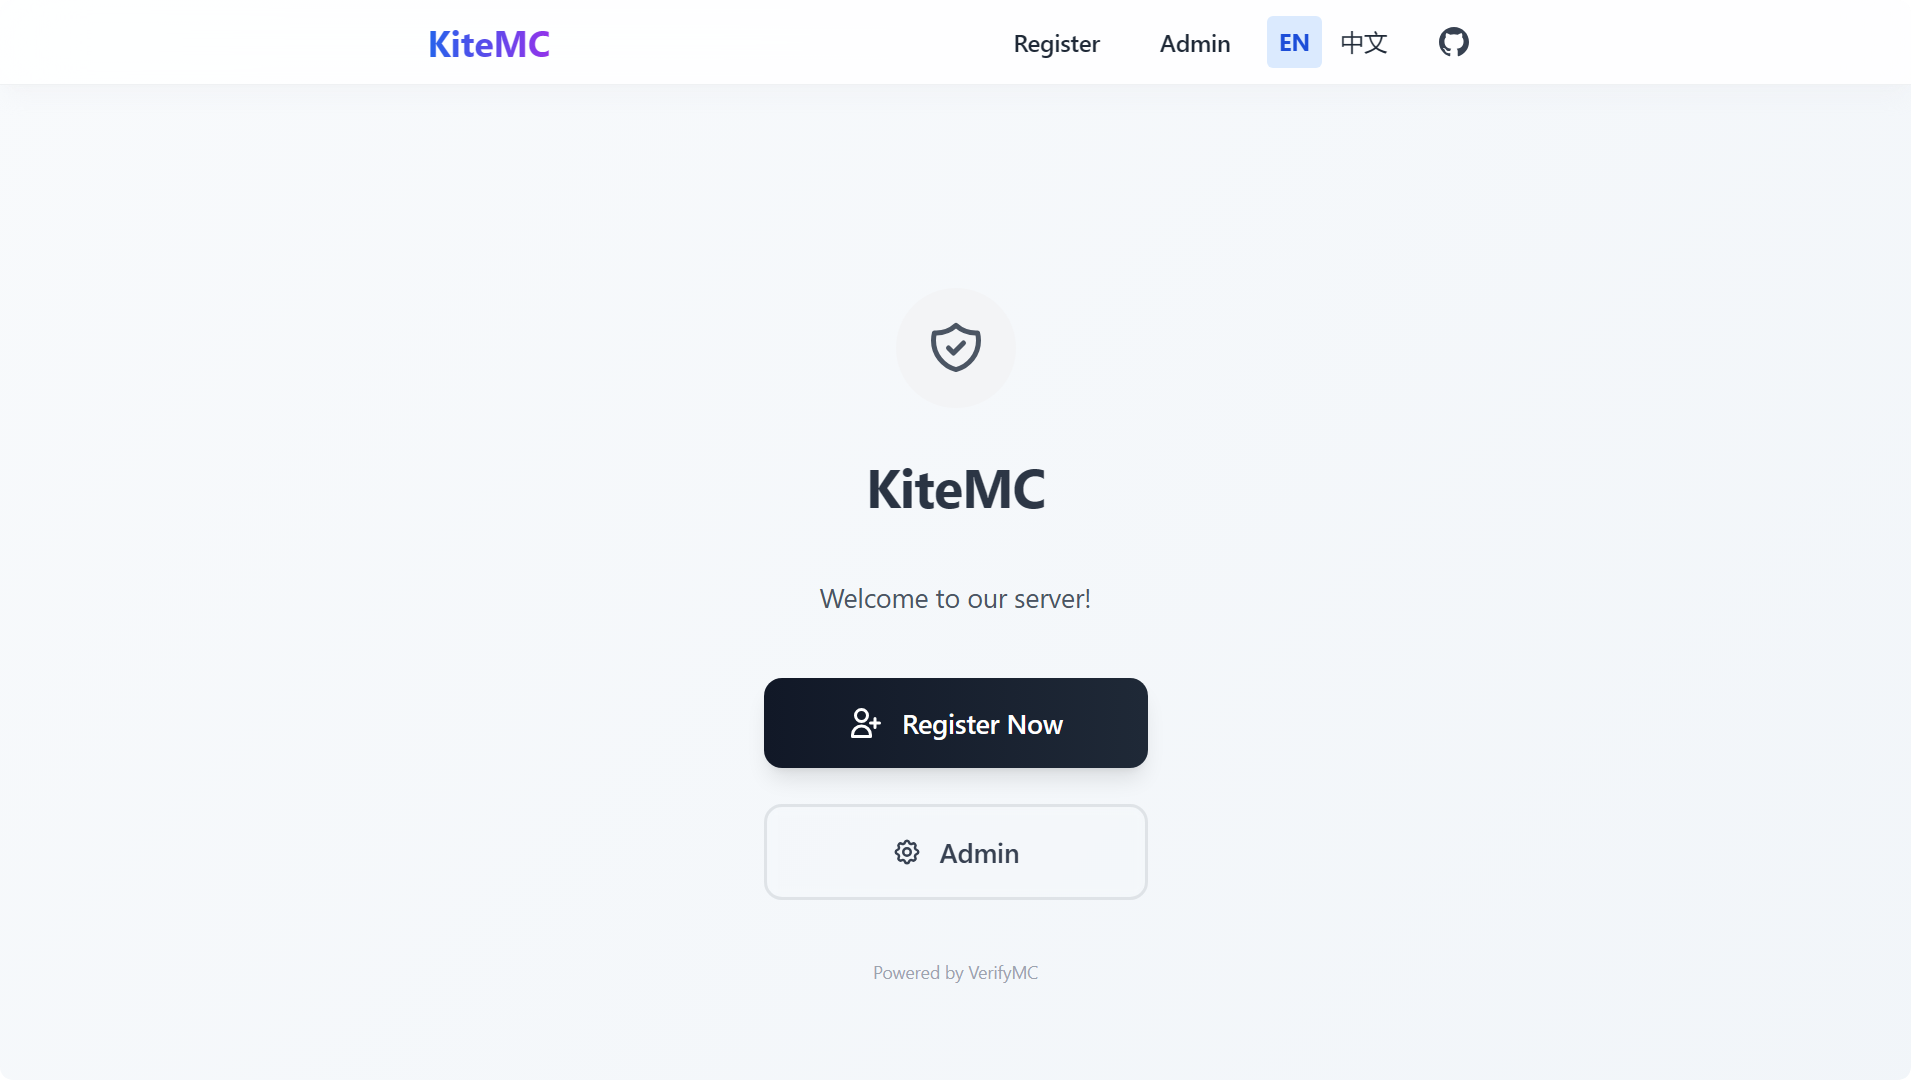 KiteMC Register Admin EN 中文
KiteMC
Welcome to our server!
Register Now
Admin
Powered by VerifyMC